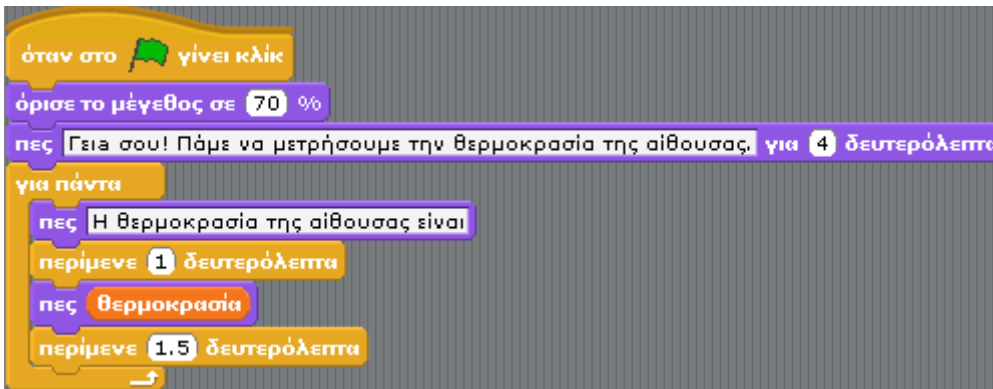 όταν στο γίνει κλίκ
όρισε το μέγεθος σε 70 %
πες Γεια σου! Πάμε να μετρήσουμε την θερμοκρασία της αίθουσας. για 4 δευτερόλεπτα
για πάντα
πες Η θερμοκρασία της αίθουσας είναι
περίμενε 1 δευτερόλεπτα
πες θερμοκρασία
περίμενε 1.5 δευτερόλεπτα